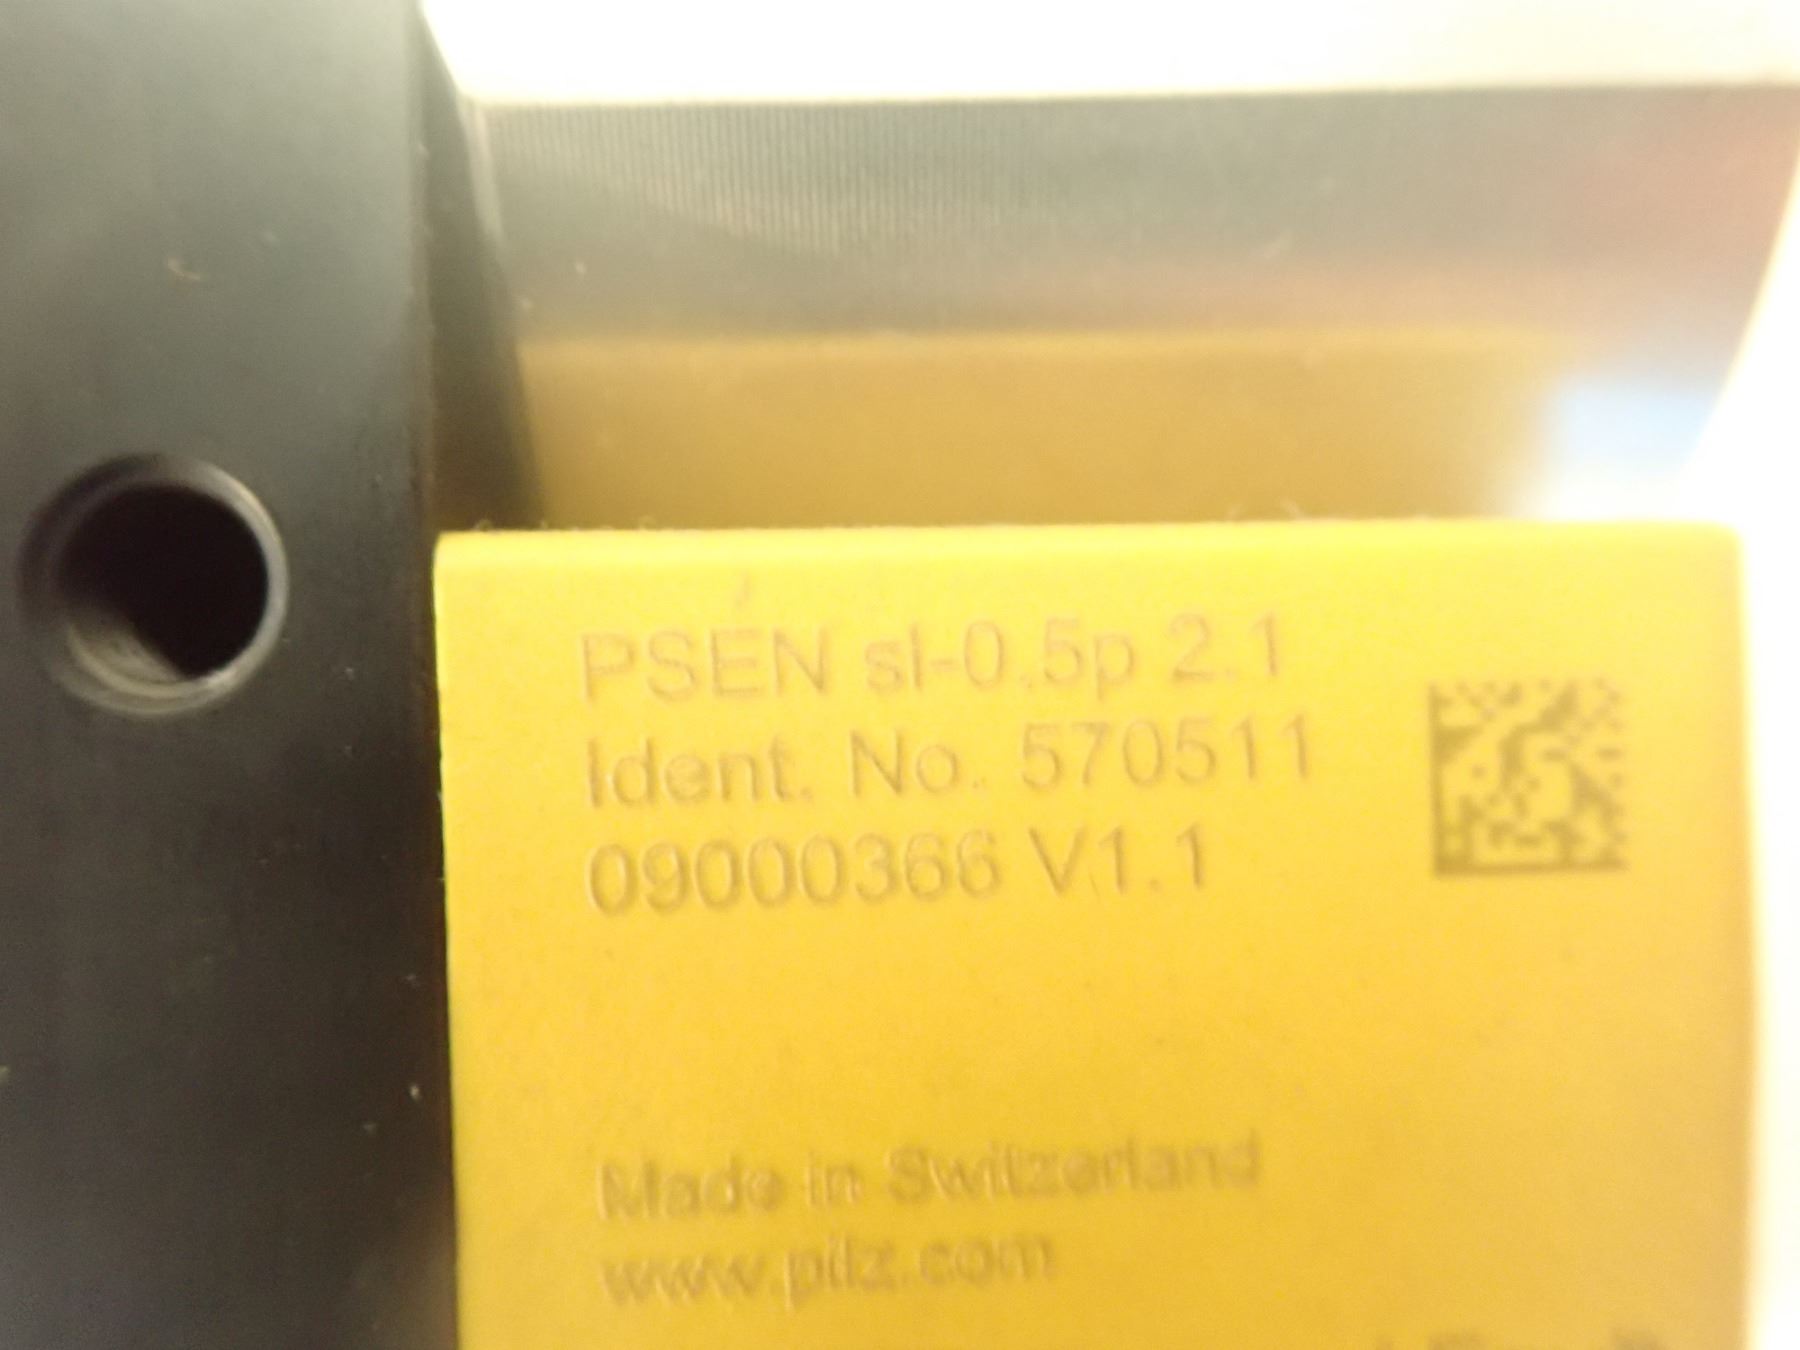 PSEN sl-0.5p 2.1
Ident. No. 570511
09000366 V1.1
Made in Switzerland
www.pilz.com